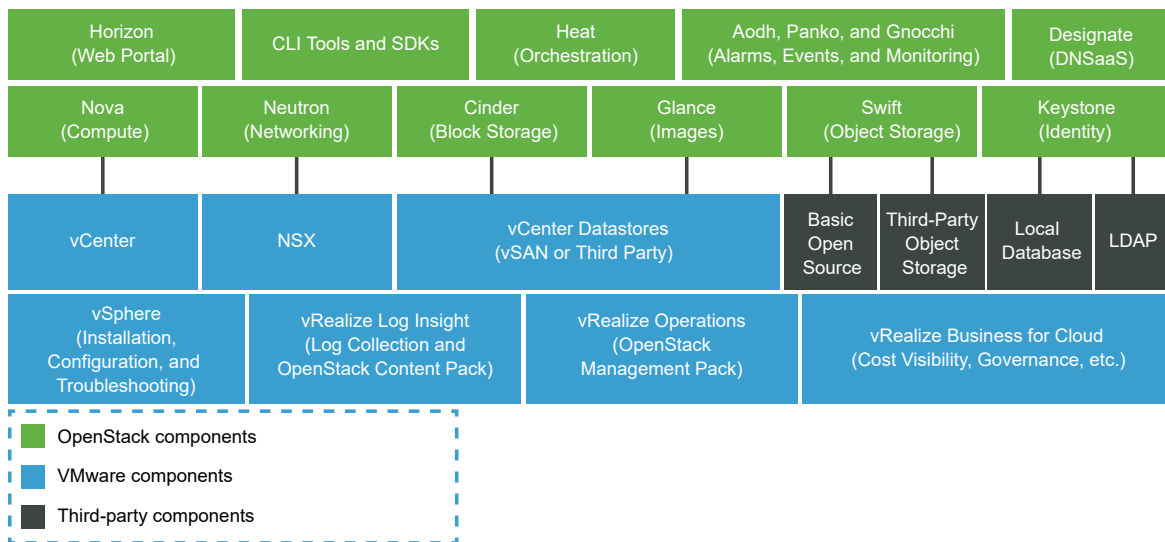 Horizon
(Web Portal)
CLI Tools and SDKs
Heat
(Orchestration)
Aodh, Panko, and Gnocchi
(Alarms, Events, and Monitoring)
Designate
(DNSaaS)
Nova
(Compute)
Neutron
(Networking)
Cinder
(Block Storage)
Glance
(Images)
Swift
(Object Storage)
Keystone
(Identity)
vCenter
NSX
vCenter Datastores
(vSAN or Third Party)
Basic
Open
Source
Third-Party
Object
Storage
Local
Database
LDAP
vSphere
(Installation,
Configuration, and
Troubleshooting)
vRealize Log Insight
(Log Collection and
OpenStack Content Pack)
vRealize Operations
(OpenStack
Management Pack)
vRealize Business for Cloud
(Cost Visibility, Governance, etc.)
OpenStack components
VMware components
Third-party components